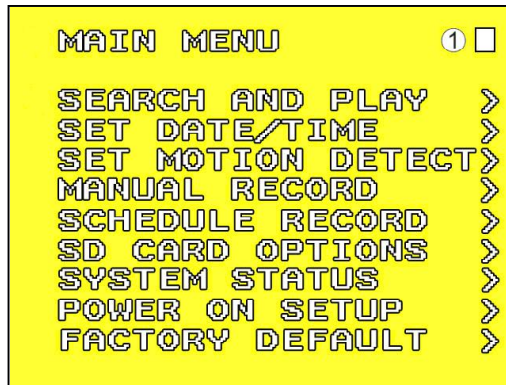 MAIN MENU ①
SEARCH AND PLAY >
SET DATE/TIME >
SET MOTION DETECT>
MANUAL RECORD >
SCHEDULE RECORD >
SD CARD OPTIONS >
SYSTEM STATUS >
POWER ON SETUP >
FACTORY DEFAULT >